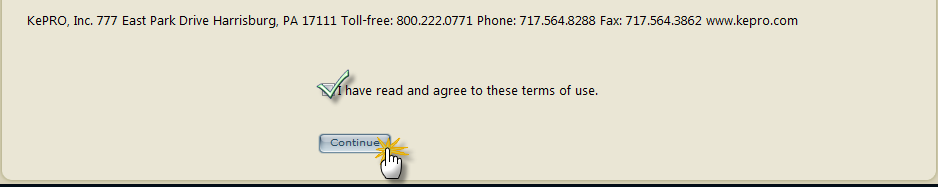 KePRO, Inc. 777 East Park Drive Harrisburg, PA 17111 Toll-free: 800.222.0771 Phone: 717.564.8288 Fax: 717.564.3862 www.kepro.com
I have read and agree to these terms of use.
Continue